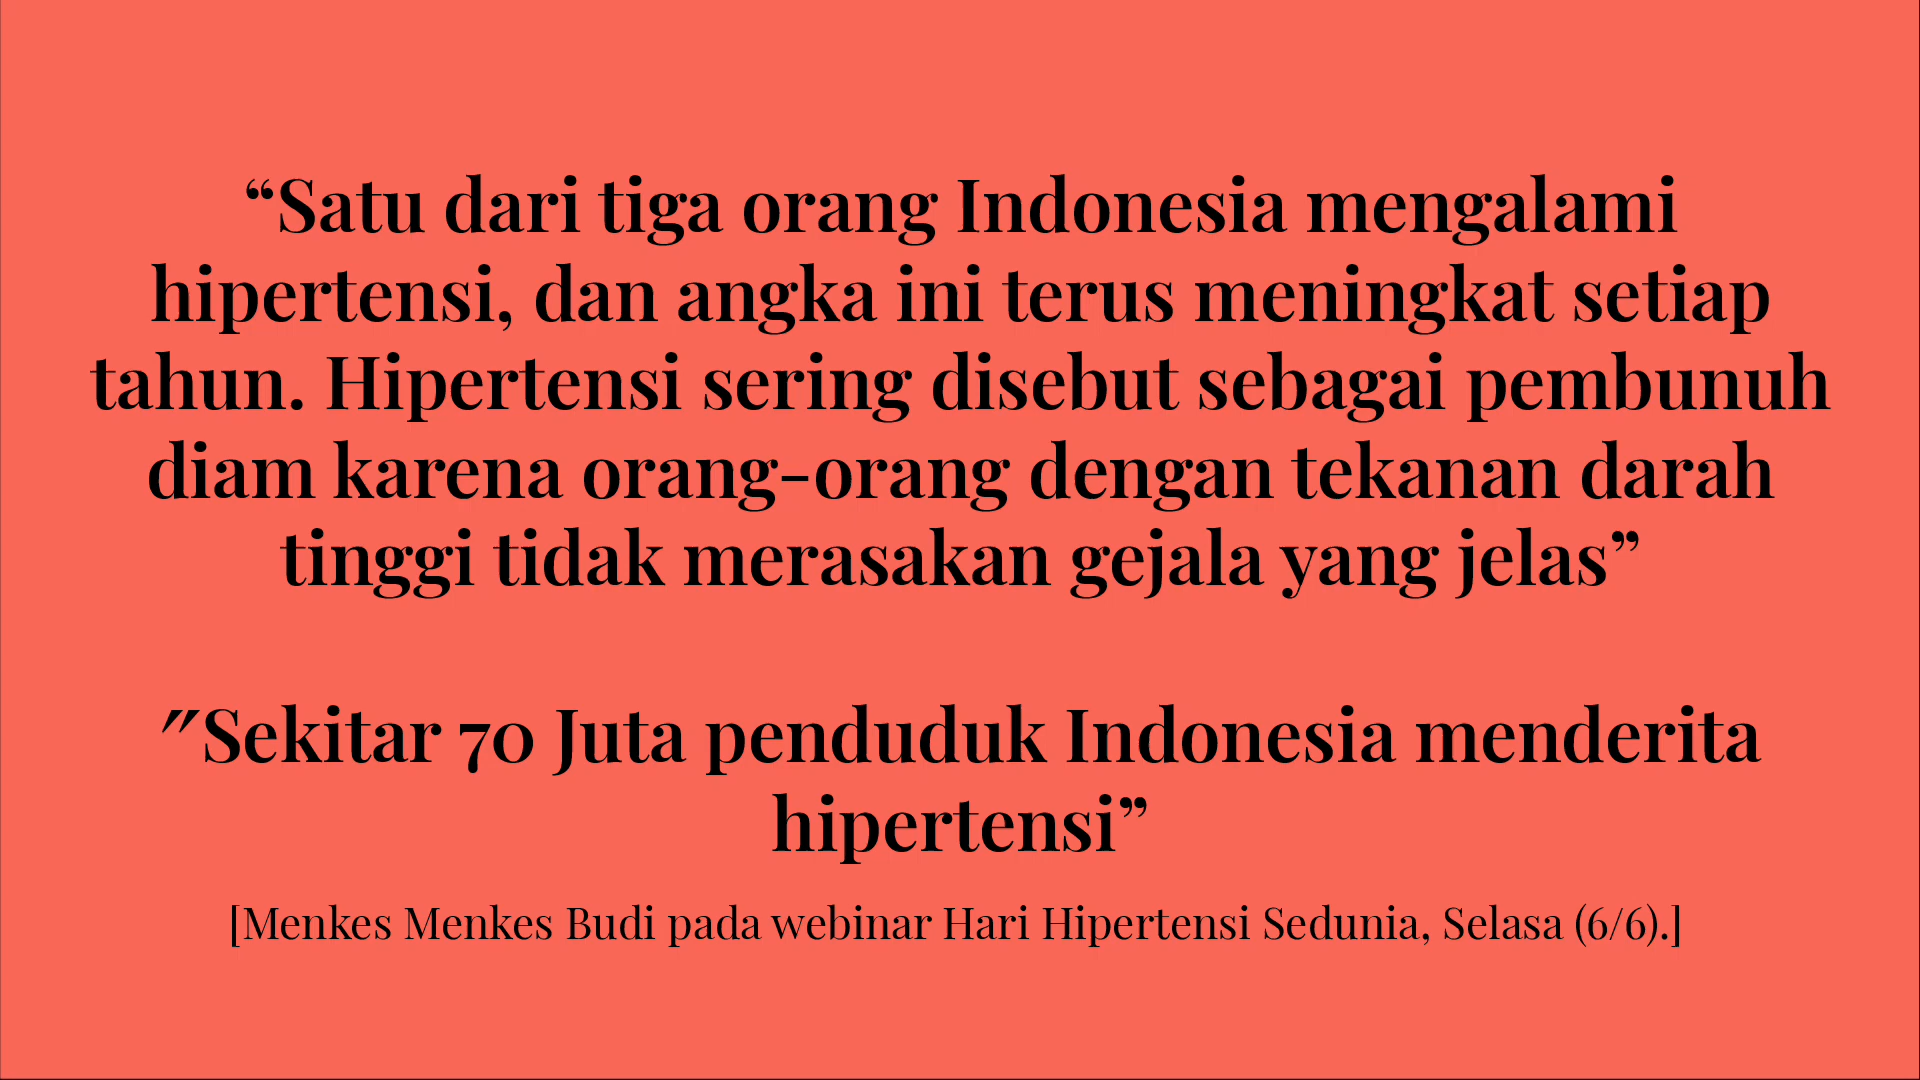 “Satu dari tiga orang Indonesia mengalami
hipertensi, dan angka ini terus meningkat setiap
tahun. Hipertensi sering disebut sebagai pembunuh
diam karena orang-orang dengan tekanan darah
tinggi tidak merasakan gejala yang jelas”
"Sekitar 70 Juta penduduk Indonesia menderita
hipertensi”
[Menkes Menkes Budi pada webinar Hari Hipertensi Sedunia, Selasa (6/6).]